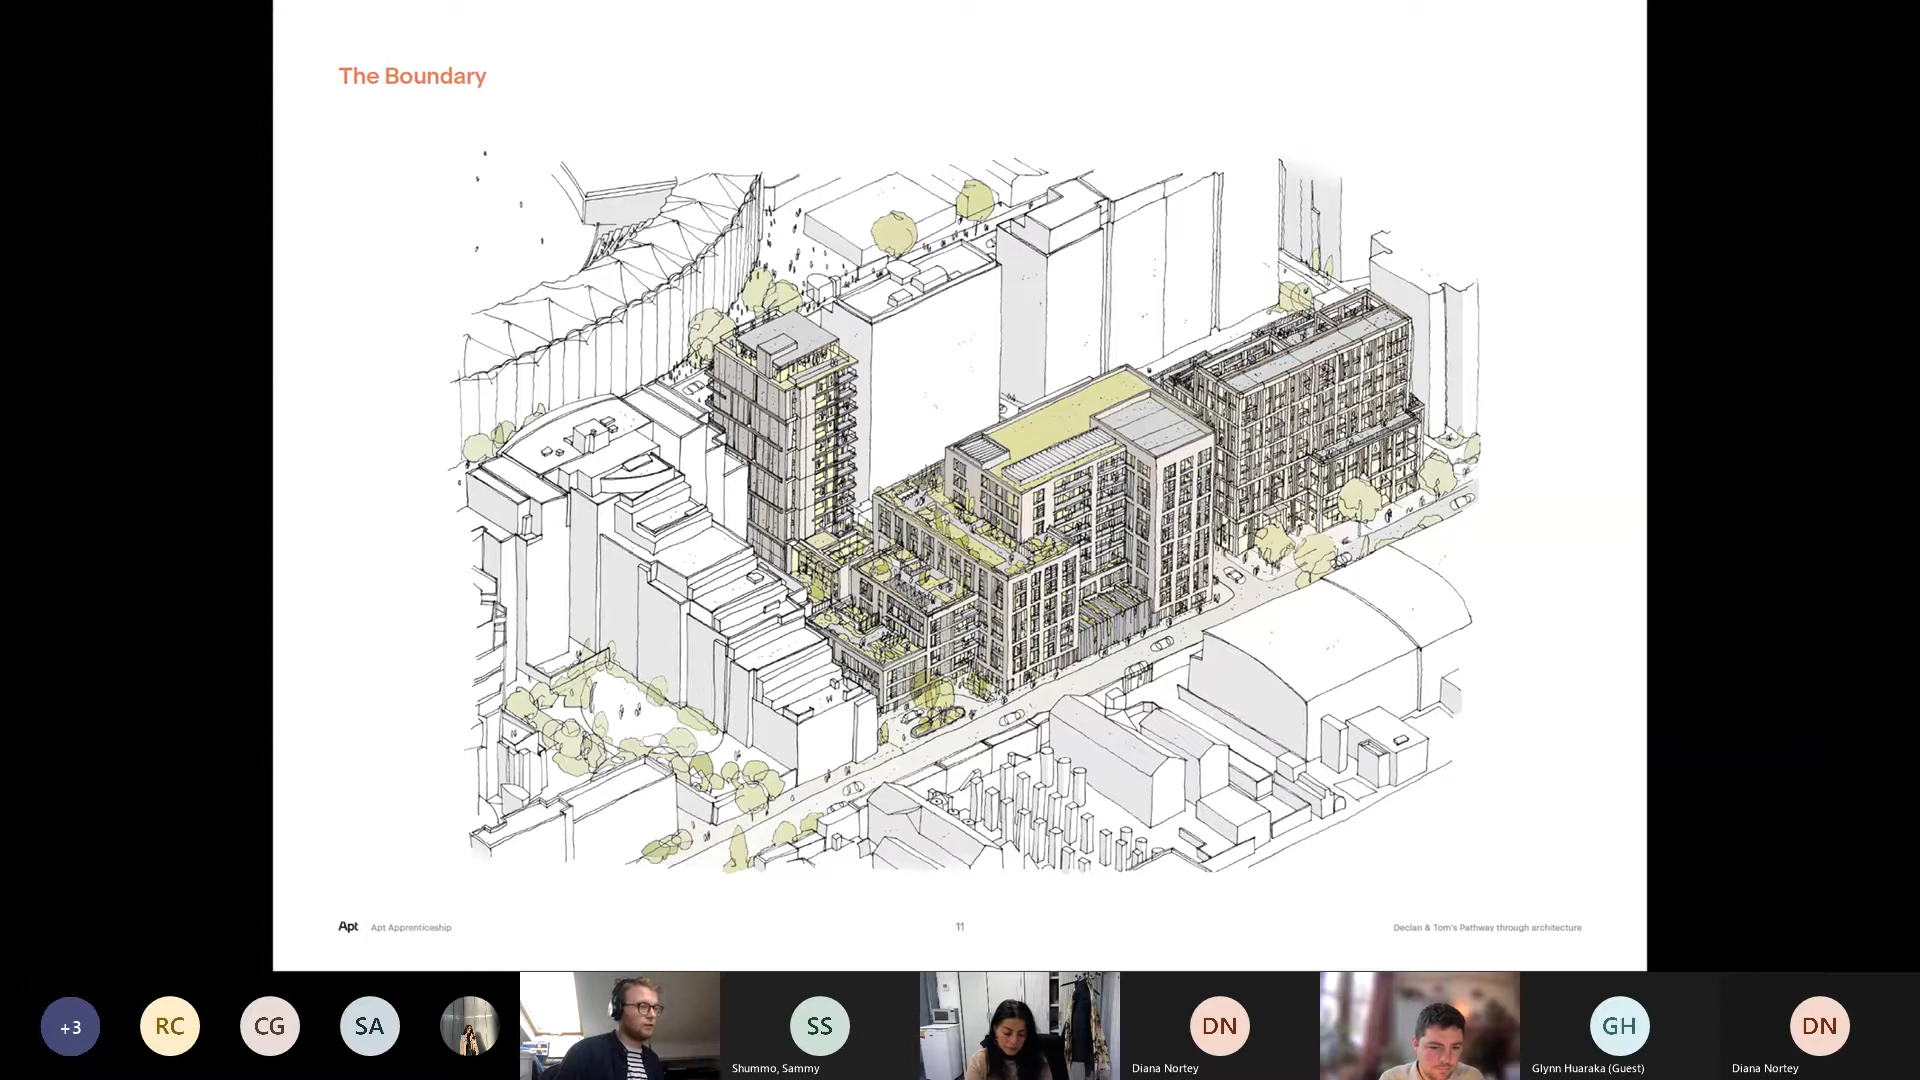 The Boundary
Apt Apt Apprenticeship
11
Declan & Tom's Pathway through architecture
+3
RC
CG
SA
SS
Shummo, Sammy
DN
Diana Nortey
GH
Glynn Huaraka (Guest)
DN
Diana Nortey